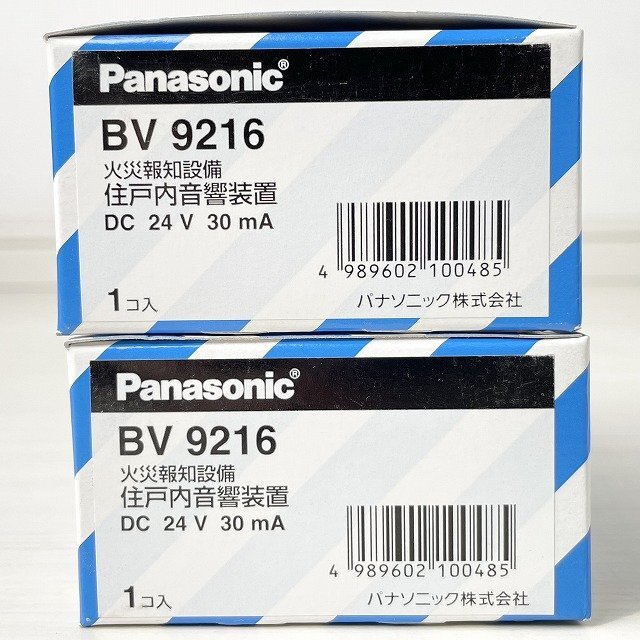 Panasonic®
BV 9216
火災報知設備
住戸内音響装置
DC 24 V 30 mA
4 989602 100485
1コ入
パナソニック株式会社
Panasonic®
BV 9216
火災報知設備
住戸内音響装置
DC 24 V 30 mA
4 989602 100485
1コ入
パナソニック株式会社